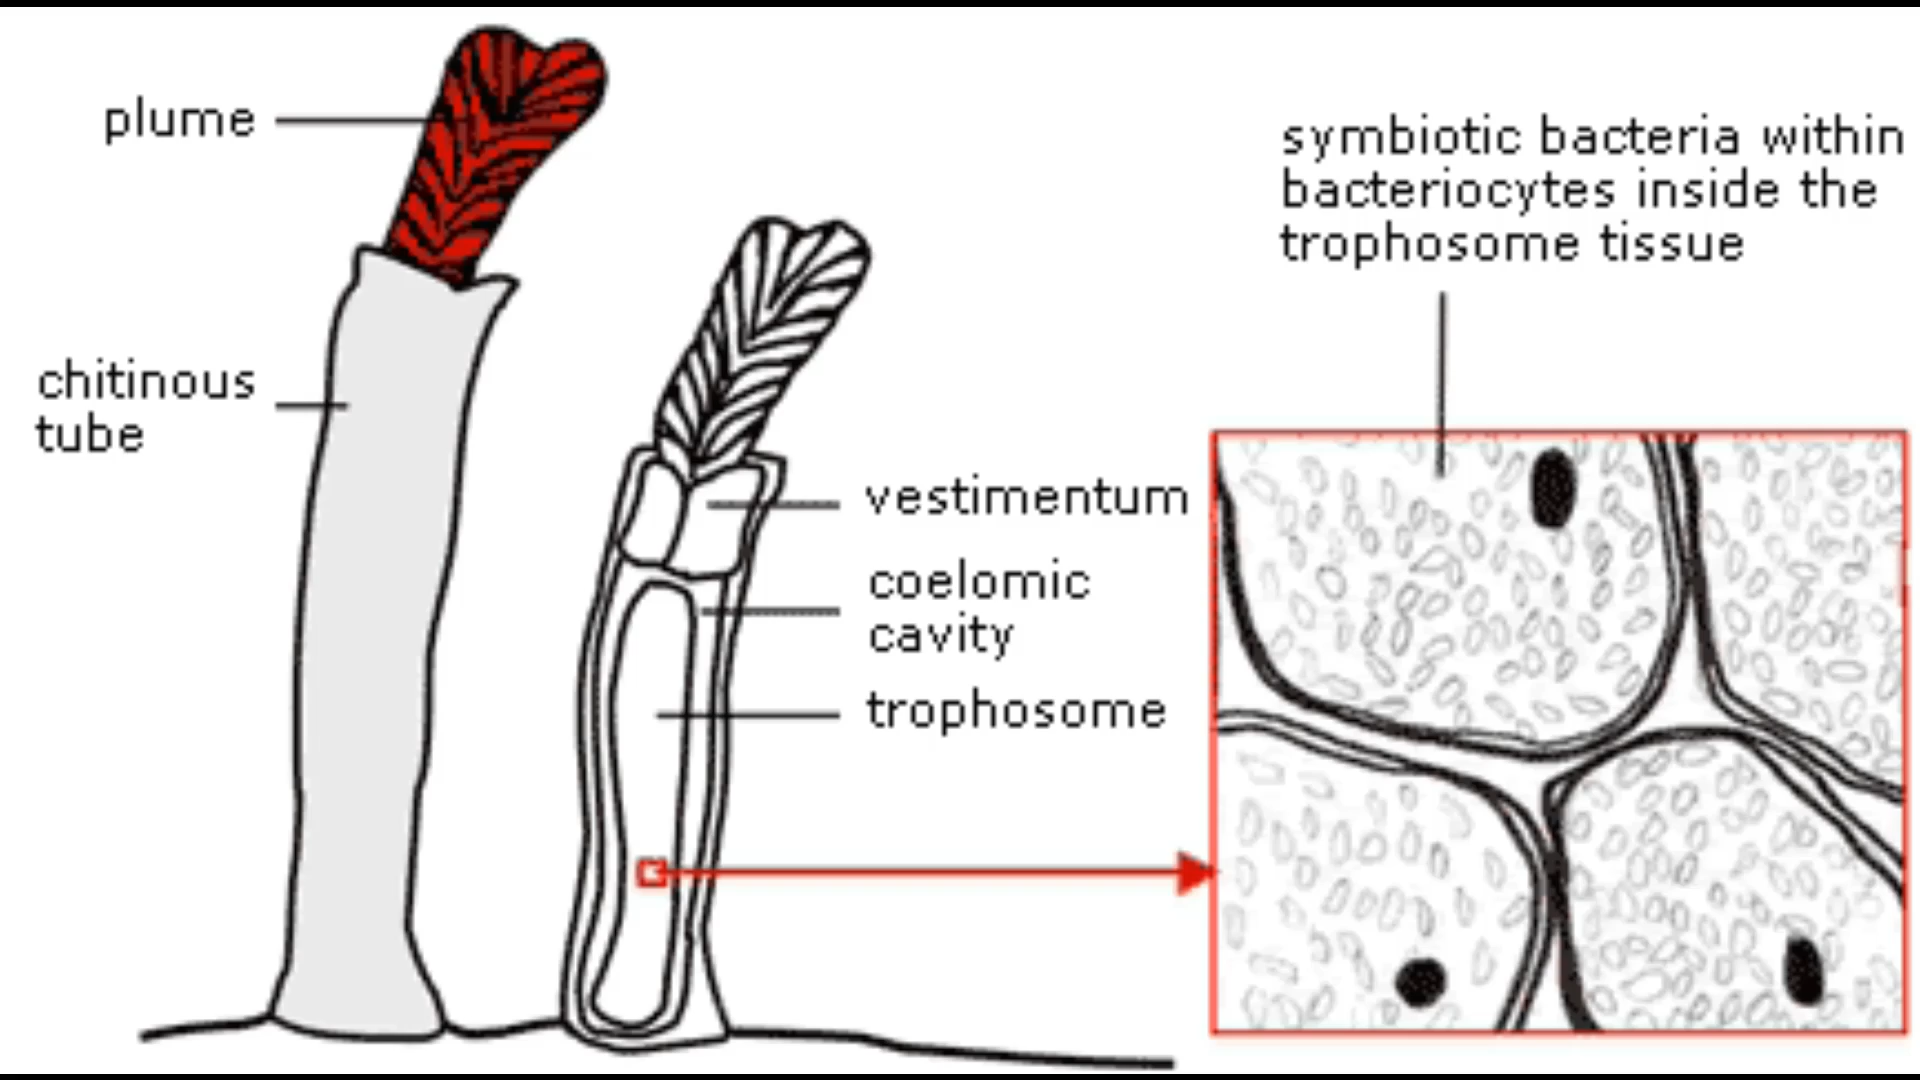 plume
chitinous
tube
vestimentum
coelomic
cavity
trophosome
symbiotic bacteria within
bacteriocytes inside the
trophosome tissue